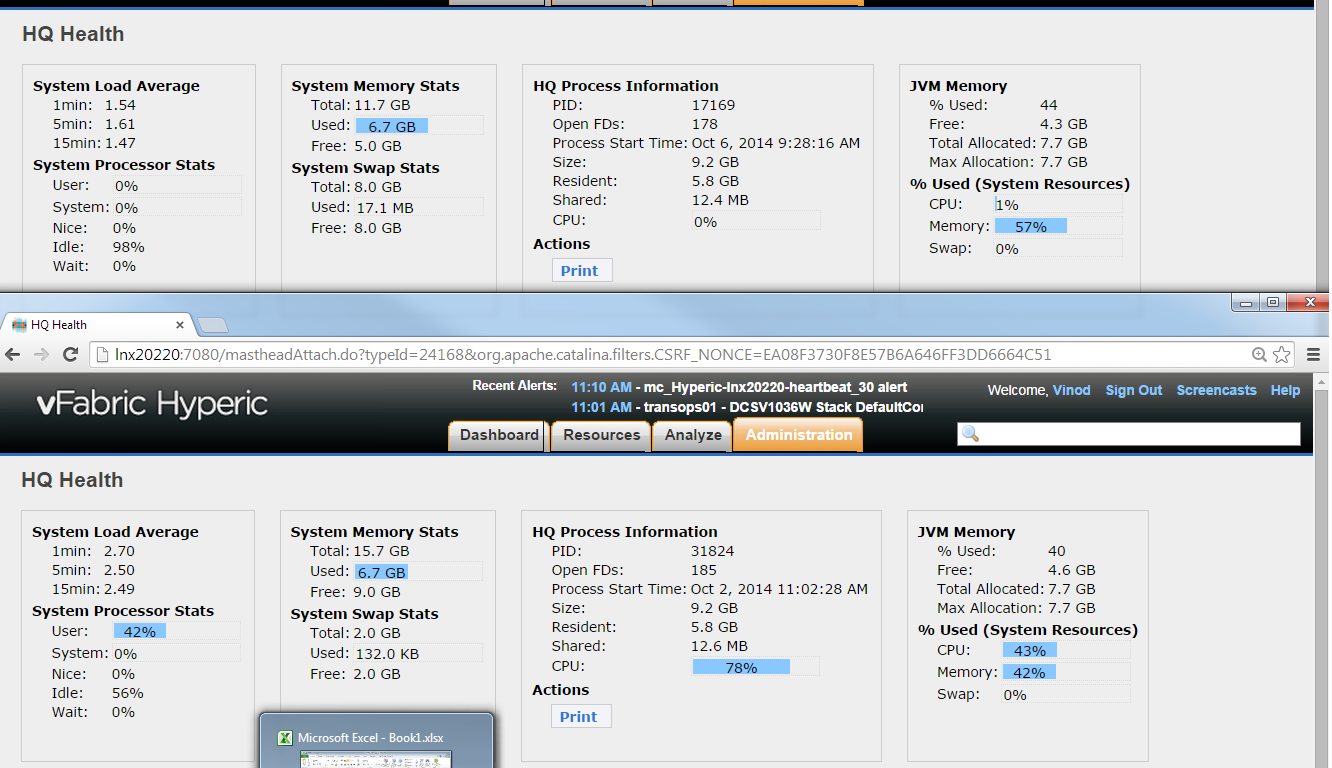 HQ Health
System Load Average
1min: 1.54
5min: 1.61
15min: 1.47
System Processor Stats
User: 0%
System: 0%
Nice: 0%
Idle: 98%
Wait: 0%
System Memory Stats
Total: 11.7 GB
Used: 6.7 GB
Free: 5.0 GB
System Swap Stats
Total: 8.0 GB
Used: 17.1 MB
Free: 8.0 GB
HQ Process Information
PID: 17169
Open FDs: 178
Process Start Time: Oct 6, 2014 9:28:16 AM
Size: 9.2 GB
Resident: 5.8 GB
Shared: 12.4 MB
CPU: 0%
Actions
Print
JVM Memory
% Used: 44
Free: 4.3 GB
Total Allocated: 7.7 GB
Max Allocation: 7.7 GB
% Used (System Resources)
CPU: 1%
Memory: 57%
Swap: 0%
HQ Health
lnx20220:7080/mastheadAttach.do?typeId=24168&org.apache.catalina.filters.CSRF_NONCE=EA08F3730F8E57B6A646FF3DD6664C51
vFabric Hyperic
Recent Alerts: 11:10 AM - mc_Hyperic-lnx20220-heartbeat_30 alert
11:01 AM - transops01 - DCSV1036W Stack DefaultCor
Welcome, Vinod Sign Out Screencasts Help
Dashboard Resources Analyze Administration
HQ Health
System Load Average
1min: 2.70
5min: 2.50
15min: 2.49
System Processor Stats
User: 42%
System: 0%
Nice: 0%
Idle: 56%
Wait: 0%
System Memory Stats
Total: 15.7 GB
Used: 6.7 GB
Free: 9.0 GB
System Swap Stats
Total: 2.0 GB
Used: 132.0 KB
Free: 2.0 GB
HQ Process Information
PID: 31824
Open FDs: 185
Process Start Time: Oct 2, 2014 11:02:28 AM
Size: 9.2 GB
Resident: 5.8 GB
Shared: 12.6 MB
CPU: 78%
Actions
Print
JVM Memory
% Used: 40
Free: 4.6 GB
Total Allocated: 7.7 GB
Max Allocation: 7.7 GB
% Used (System Resources)
CPU: 43%
Memory: 42%
Swap: 0%
Microsoft Excel - Book1.xlsx